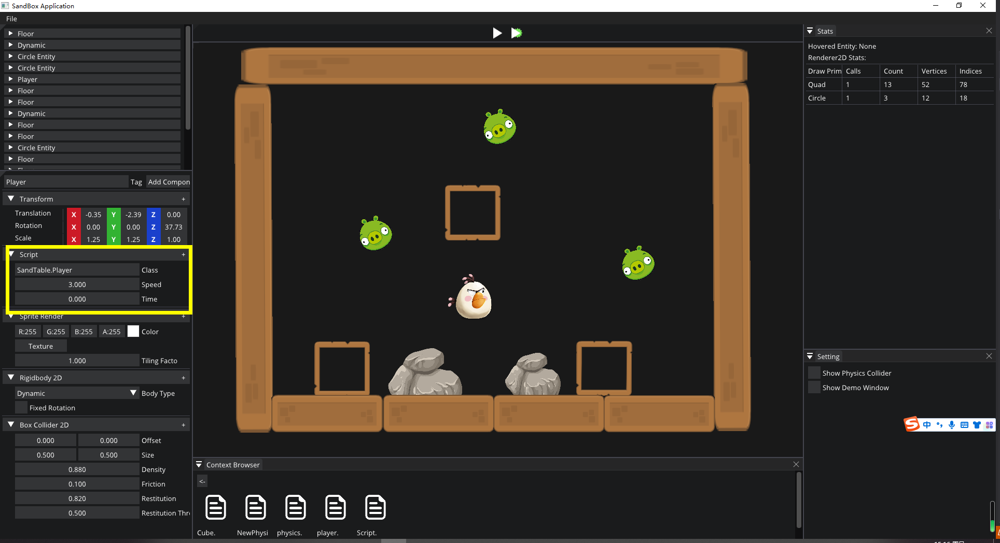 SandBox Application
File
Floor
Dynamic
Circle Entity
Circle Entity
Player
Floor
Floor
Dynamic
Floor
Floor
Circle Entity
Floor
Player Tag Add Compon
Transform +
Translation X -0.35 Y -2.39 Z 0.00
Rotation X 0.00 Y 0.00 Z 37.73
Scale X 1.25 Y 1.25 Z 1.00
Script +
SandTable.Player Class
3.000 Speed
0.000 Time
Sprite Render +
R:255 G:255 B:255 A:255 Color
Texture
1.000 Tiling Facto
Rigidbody 2D +
Dynamic Body Type
Fixed Rotation
Box Collider 2D +
0.000 0.000 Offset
0.500 0.500 Size
0.880 Density
0.100 Friction
0.820 Restitution
0.500 Restitution Thr
Context Browser
<-
Cube. NewPhysi physics. player. Script.
Stats
Hovered Entity: None
Renderer2D Stats:
Draw Prim Calls Count Vertices Indices
Quad 1 13 52 78
Circle 1 3 12 18
Setting
Show Physics Collider
Show Demo Window
S 中